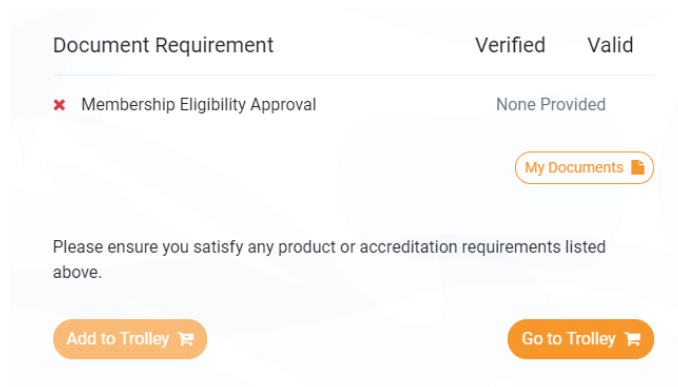 Document Requirement Verified Valid
Membership Eligibility Approval None Provided
My Documents
Please ensure you satisfy any product or accreditation requirements listed
above.
Add to Trolley Go to Trolley